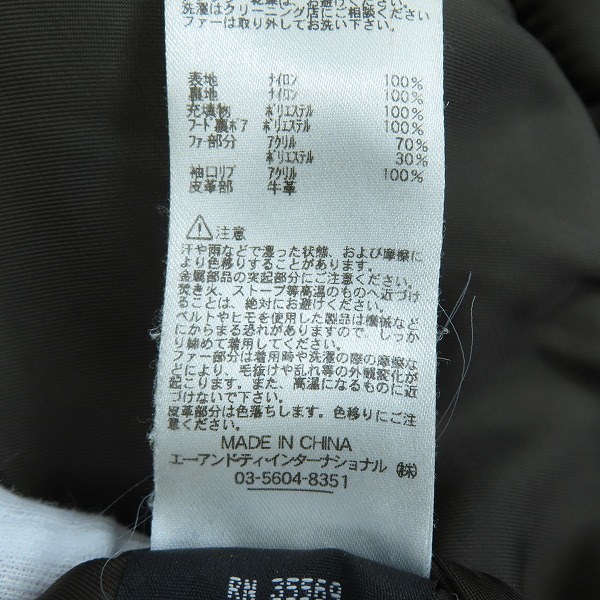 洗濯はクリーニング店にご相談ください
ファーは取り外してお洗い下さい。
表地 ナイロン 100%
裏地 ナイロン 100%
充填物 ポリエステル 100%
フード裏ボア ポリエステル 100%
ファー部分 アクリル 70%
ポリエステル 30%
袖口リブ アクリル 100%
皮革部 牛革
注意
汗や雨などで湿った状態、および摩擦に
より色移りすることがあります。
金属部品の突起部分にご注意ください。
焚き火、ストーブ等高温のものへ近づけ
ることは、絶対にお避けください。
ベルトやヒモを使用した製品は機械など
にからまる恐れがありますので、しっか
り締めて着用してください。
ファー部分は着用時や洗濯の際の摩擦な
どにより、毛抜けや乱れ等の外観変化が
起こります。また、高温になるものに近
づけないで下さい。
皮革部分は色落ちします。色移りにご注
意ください。
MADE IN CHINA
エーアンドティ・インターナショナル ㈱
03-5604-8351
RN 35569